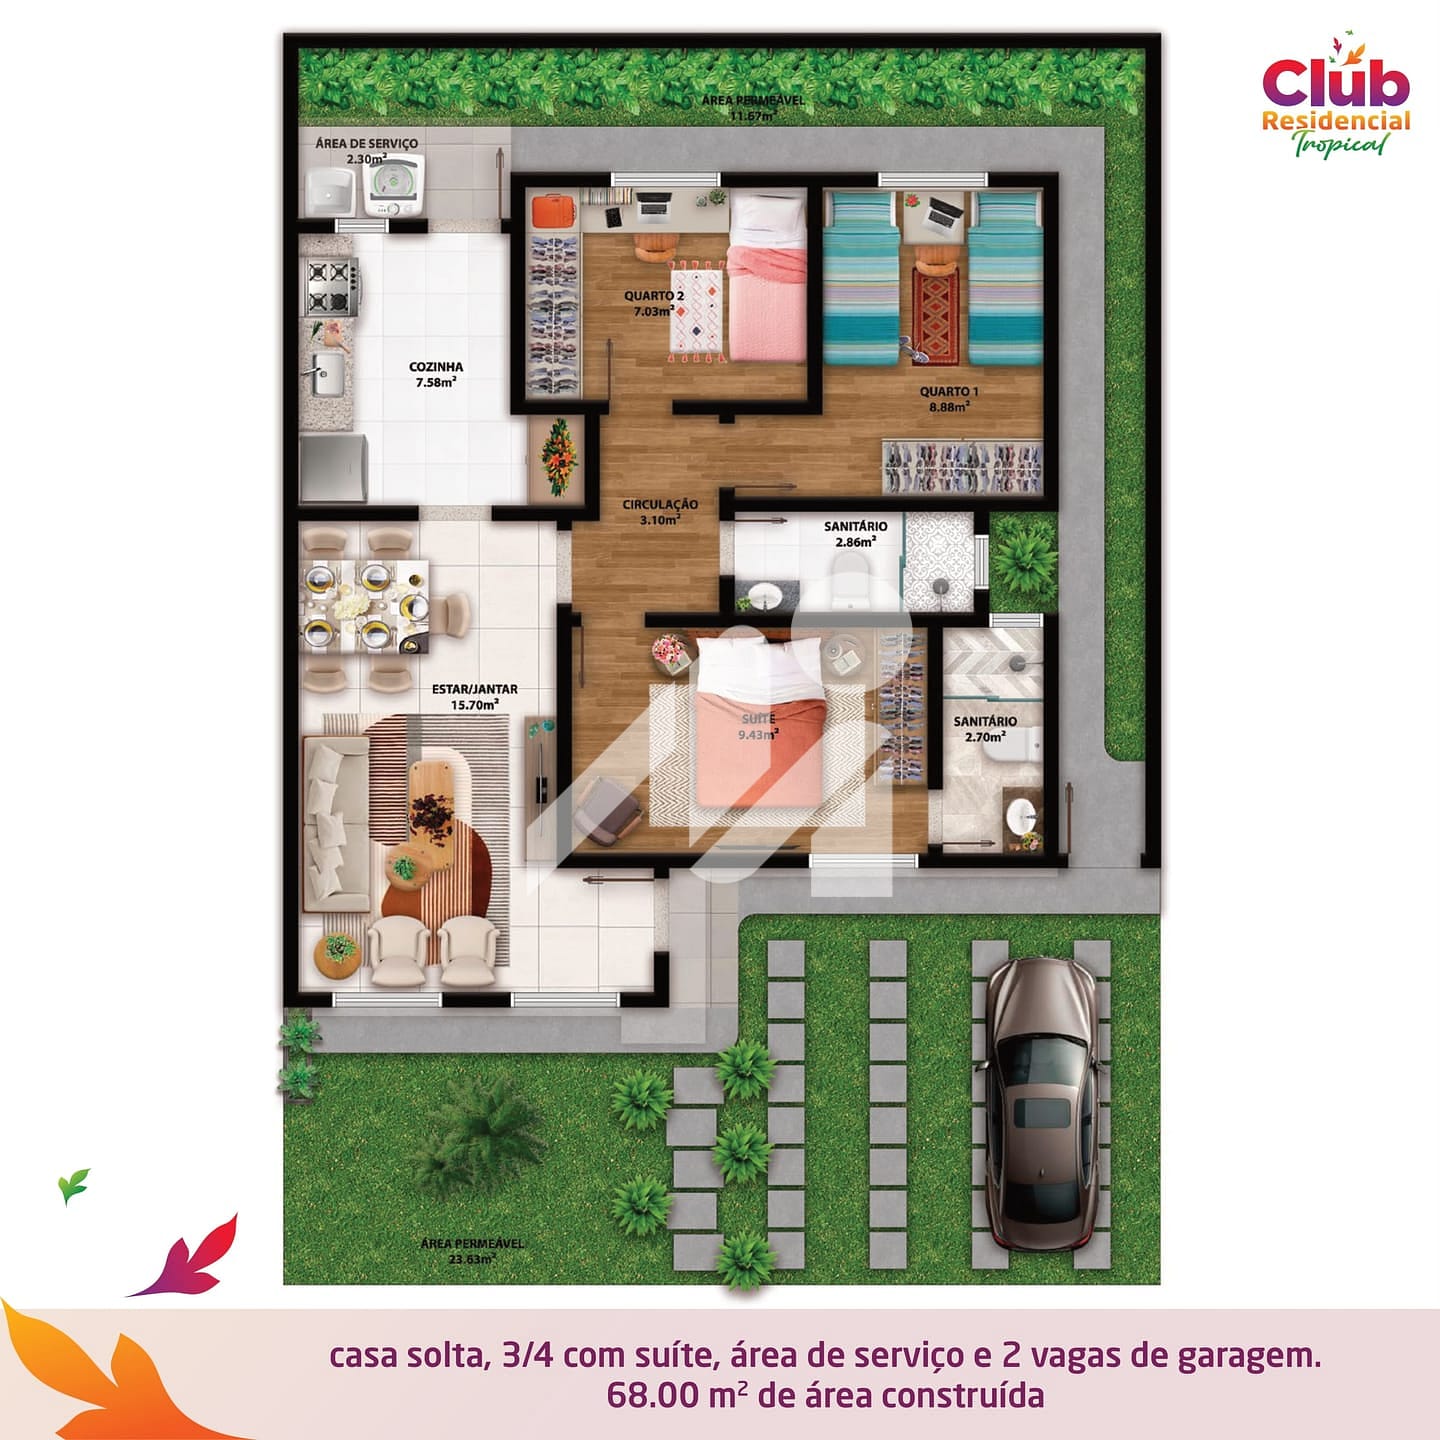 Club
Residencial
Tropical
ÁREA PERMEÁVEL
11.67m²
ÁREA DE SERVIÇO
2.30m²
QUARTO 2
7.03m²
COZINHA
7.58m²
QUARTO 1
8.88m²
CIRCULAÇÃO
3.10m²
SANITÁRIO
2.86m²
ESTAR/JANTAR
15.70m²
SUÍTE
9.43m²
SANITÁRIO
2.70m²
ÁREA PERMEÁVEL
23.63m²
casa solta, 3/4 com suíte, área de serviço e 2 vagas de garagem.
68.00 m² de área construída